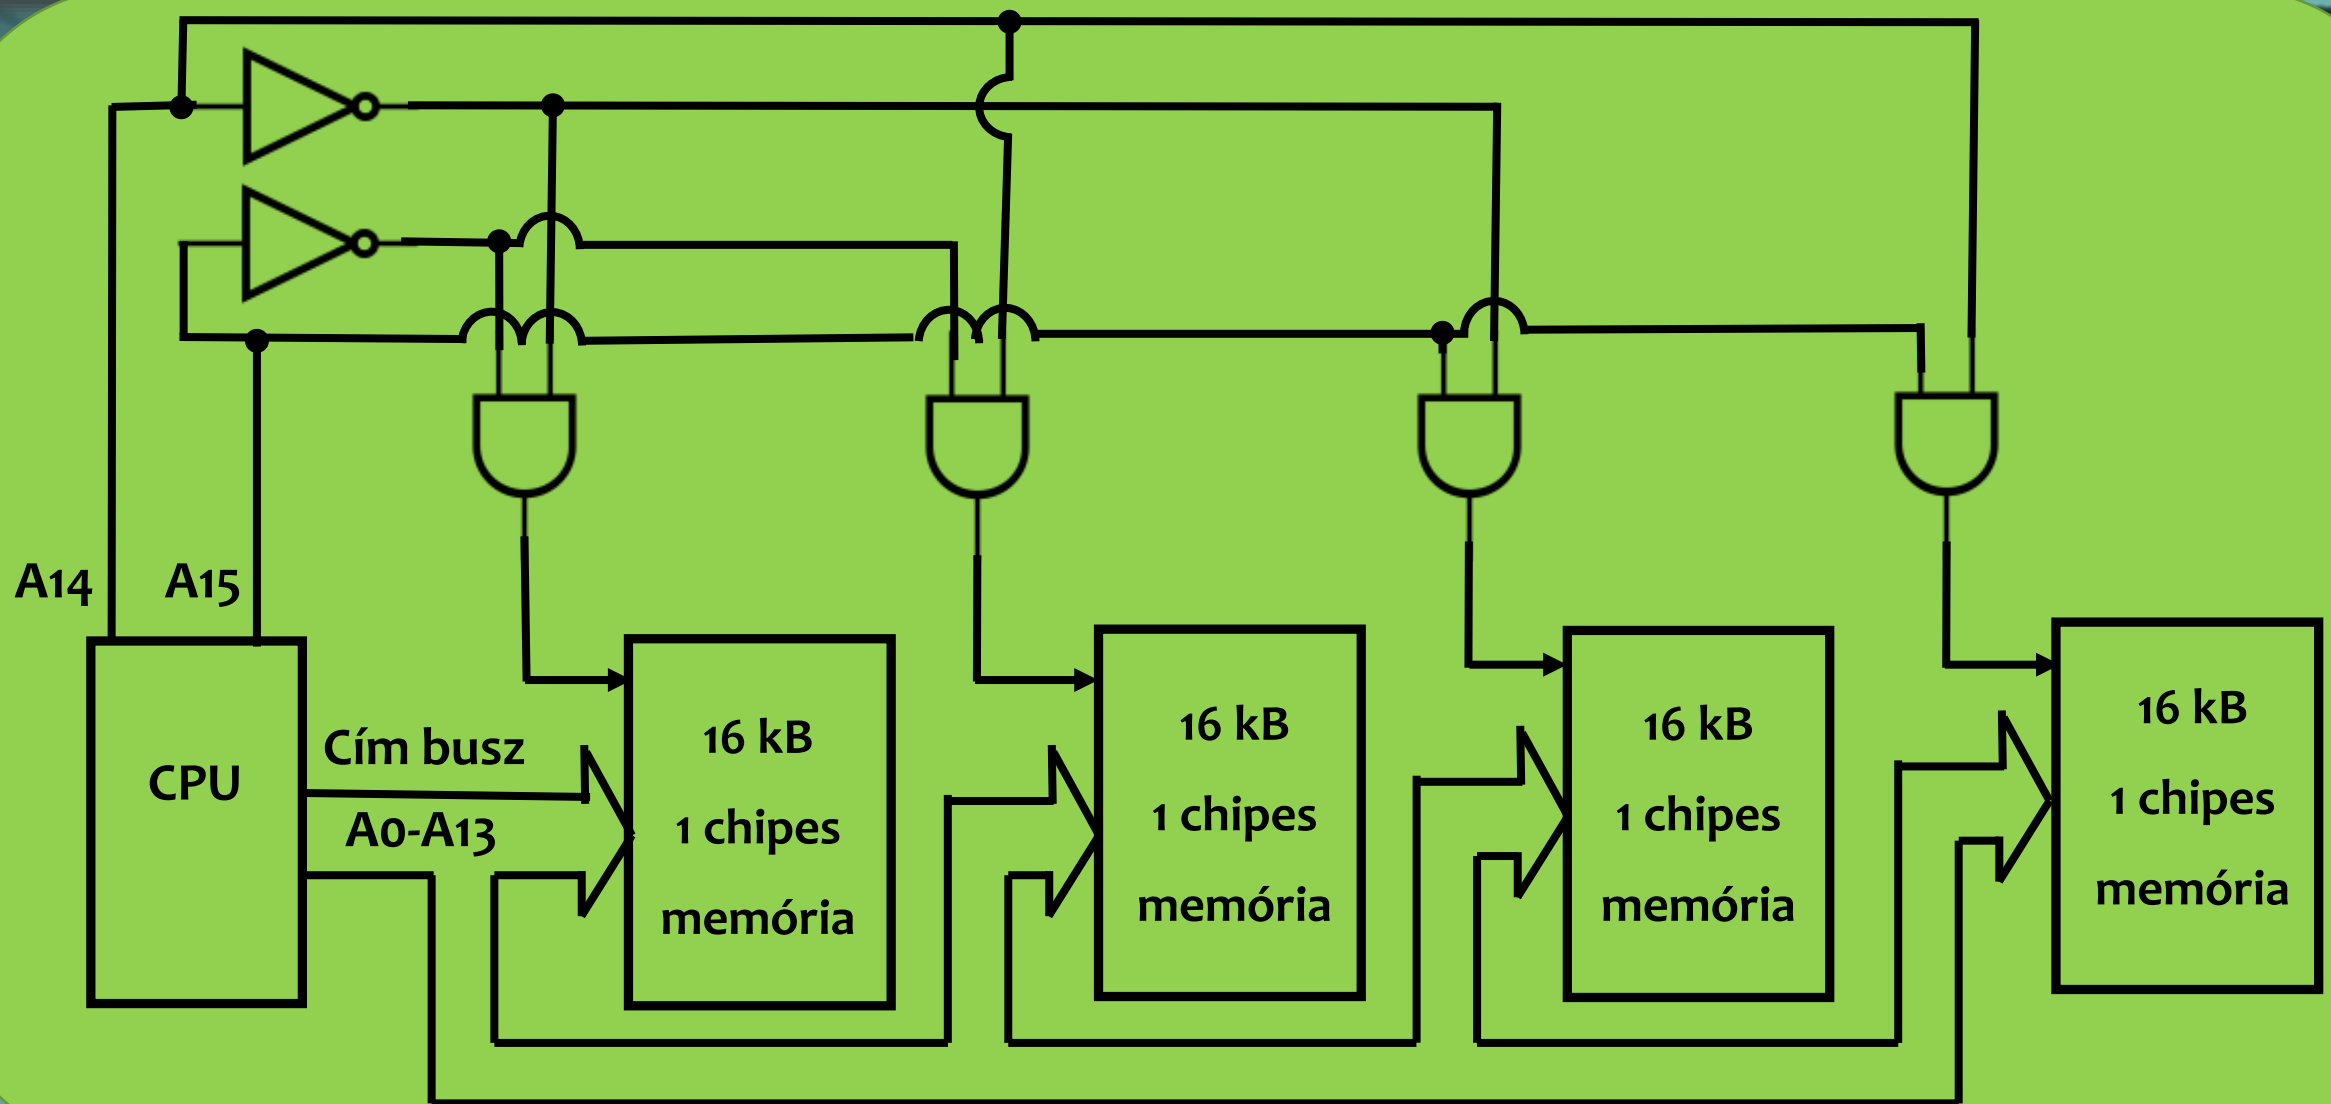 A14
A15
CPU
Cím busz
A0-A13
16 kB
1 chipes
memória
16 kB
1 chipes
memória
16 kB
1 chipes
memória
16 kB
1 chipes
memória